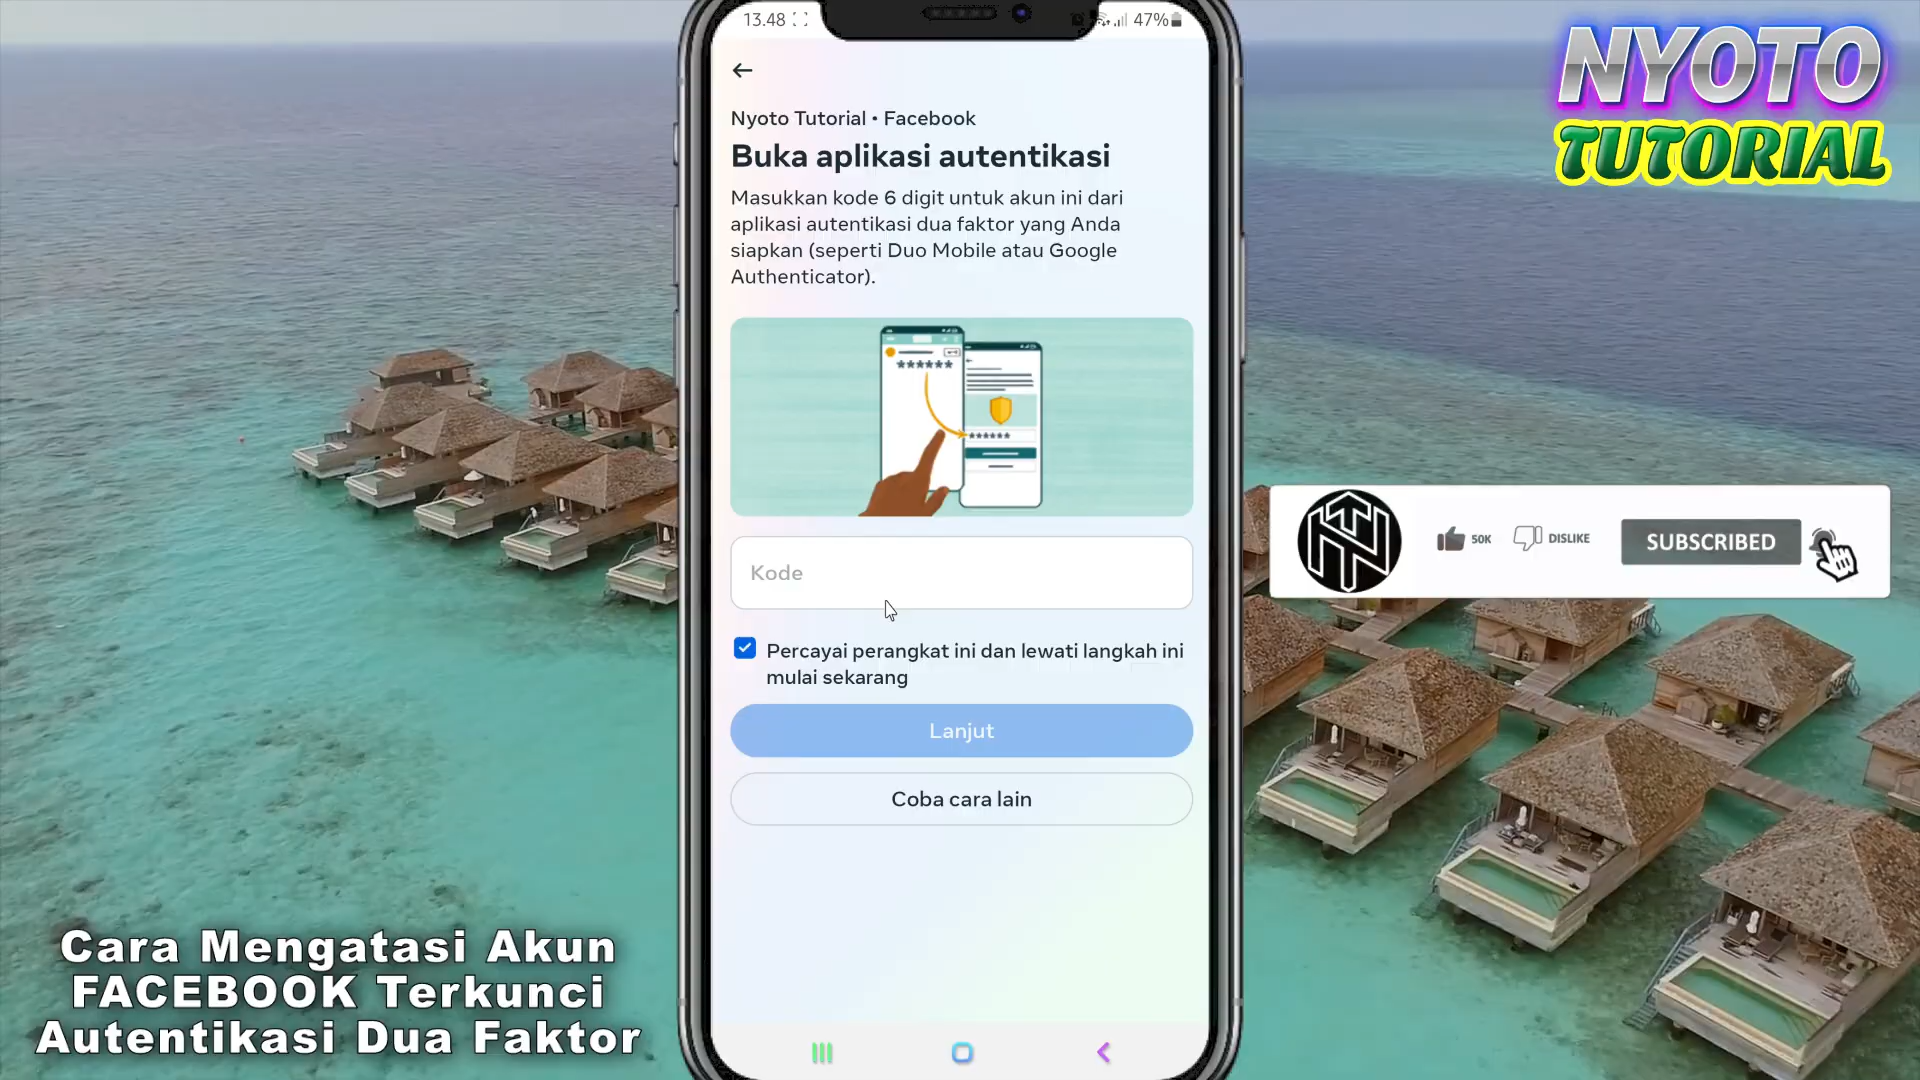 13.48
47%
NYOTO
TUTORIAL
Nyoto Tutorial • Facebook
Buka aplikasi autentikasi
Masukkan kode 6 digit untuk akun ini dari
aplikasi autentikasi dua faktor yang Anda
siapkan (seperti Duo Mobile atau Google
Authenticator).
******
******
Kode
50K
DISLIKE
SUBSCRIBED
Percayai perangkat ini dan lewati langkah ini
mulai sekarang
Lanjut
Coba cara lain
Cara Mengatasi Akun
FACEBOOK Terkunci
Autentikasi Dua Faktor